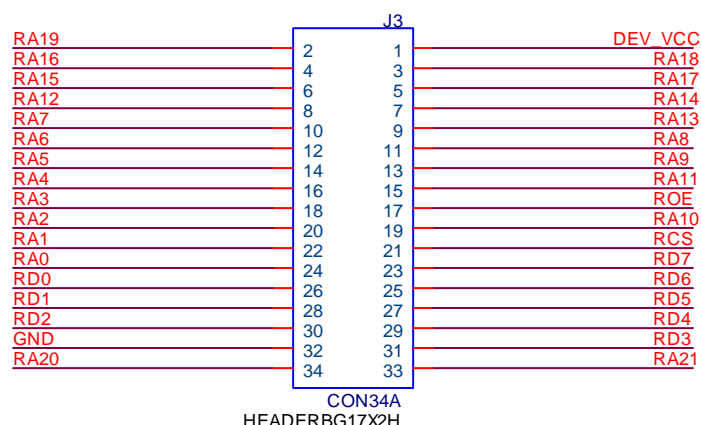 J3
RA19 2 1 DEV_VCC
RA16 4 3 RA18
RA15 6 5 RA17
RA12 8 7 RA14
RA7 10 9 RA13
RA6 12 11 RA8
RA5 14 13 RA9
RA4 16 15 RA11
RA3 18 17 ROE
RA2 20 19 RA10
RA1 22 21 RCS
RA0 24 23 RD7
RD0 26 25 RD6
RD1 28 27 RD5
RD2 30 29 RD4
GND 32 31 RD3
RA20 34 33 RA21
CON34A
HEADERBG17X2H